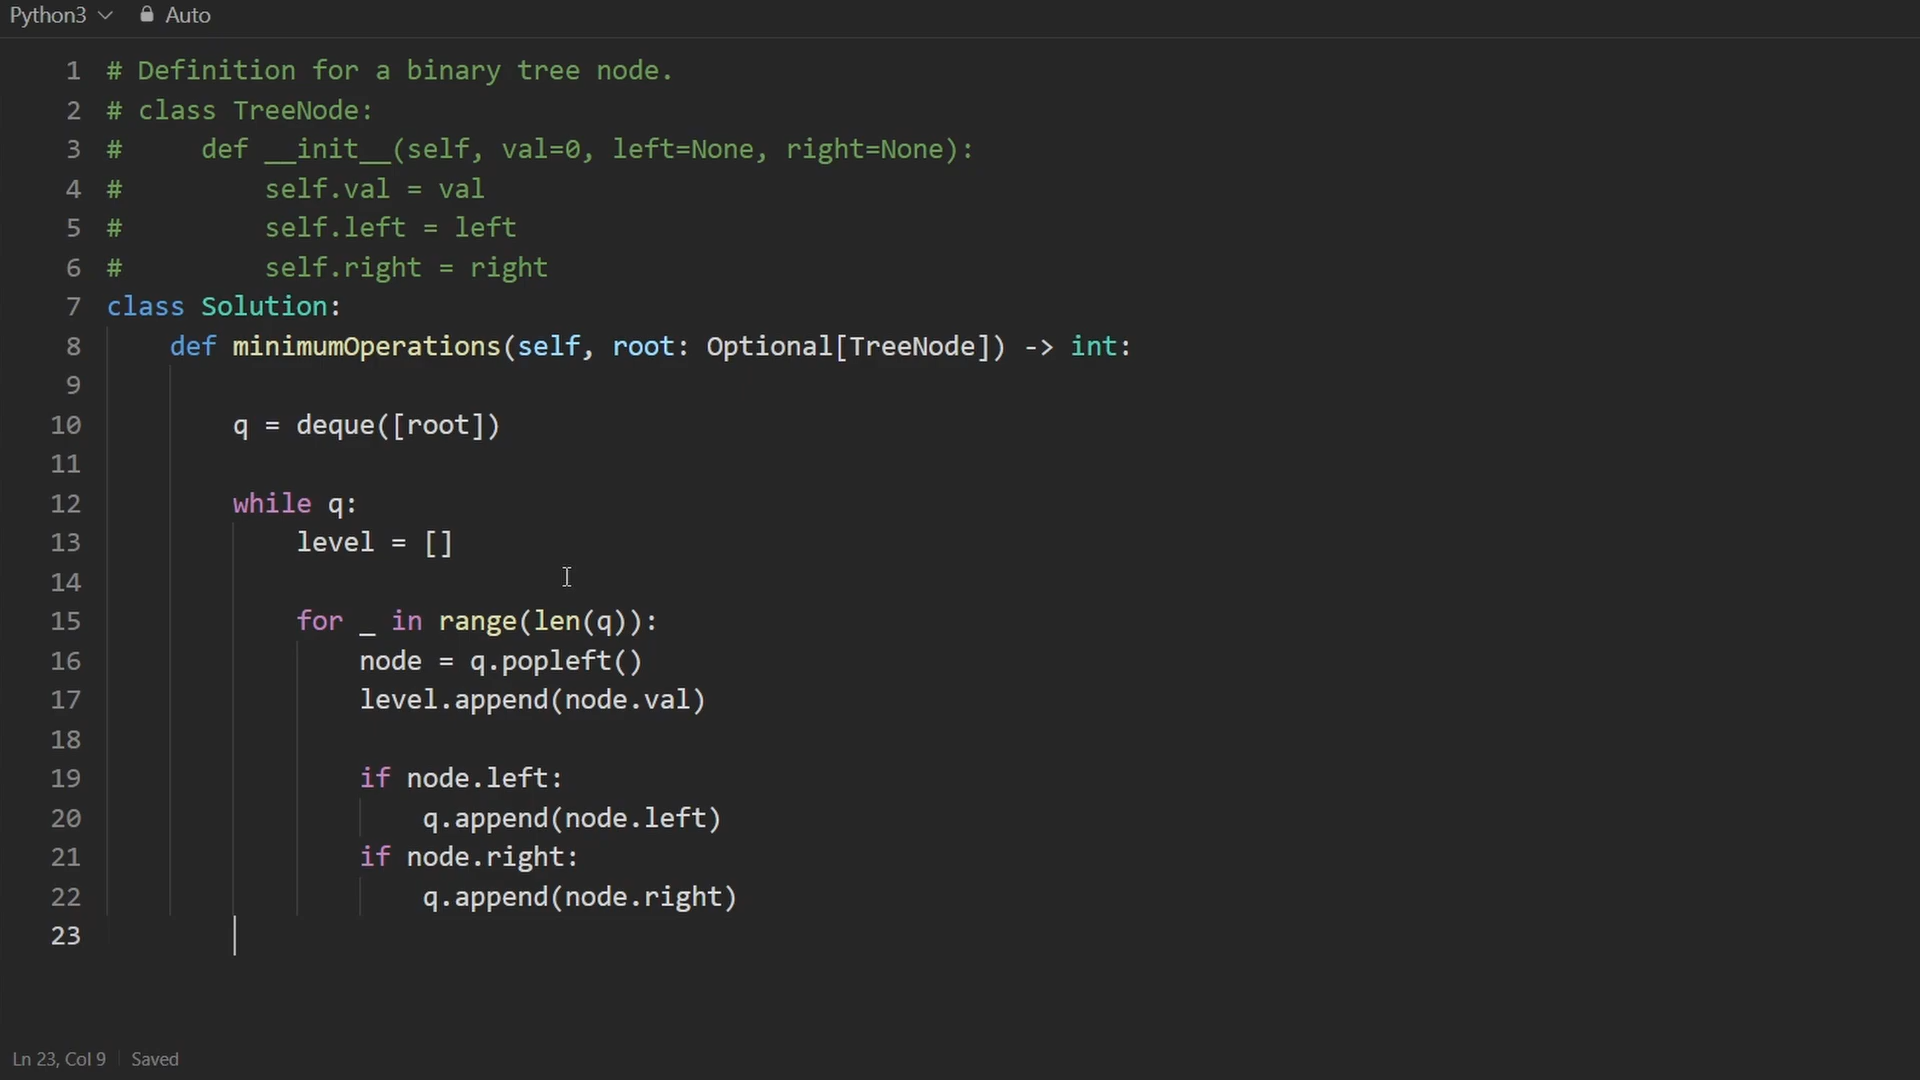 Python3 Auto
1 # Definition for a binary tree node.
2 # class TreeNode:
3 #     def __init__(self, val=0, left=None, right=None):
4 #         self.val = val
5 #         self.left = left
6 #         self.right = right
7 class Solution:
8     def minimumOperations(self, root: Optional[TreeNode]) -> int:
9
10         q = deque([root])
11
12         while q:
13             level = []
14
15             for _ in range(len(q)):
16                 node = q.popleft()
17                 level.append(node.val)
18
19                 if node.left:
20                     q.append(node.left)
21                 if node.right:
22                     q.append(node.right)
23
Ln 23, Col 9 Saved